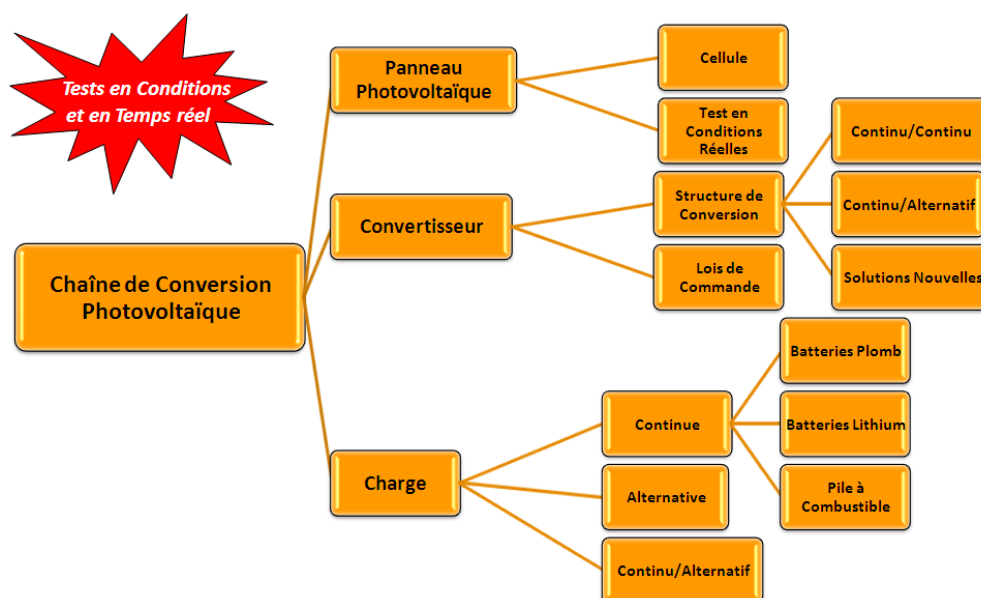 Tests en Conditions
et en Temps réel
Chaîne de Conversion
Photovoltaïque
Panneau
Photovoltaïque
Cellule
Test en
Conditions
Réelles
Convertisseur
Structure de
Conversion
Continu/Continu
Continu/Alternatif
Solutions Nouvelles
Lois de
Commande
Charge
Continue
Batteries Plomb
Batteries Lithium
Pile à
Combustible
Alternative
Continu/Alternatif